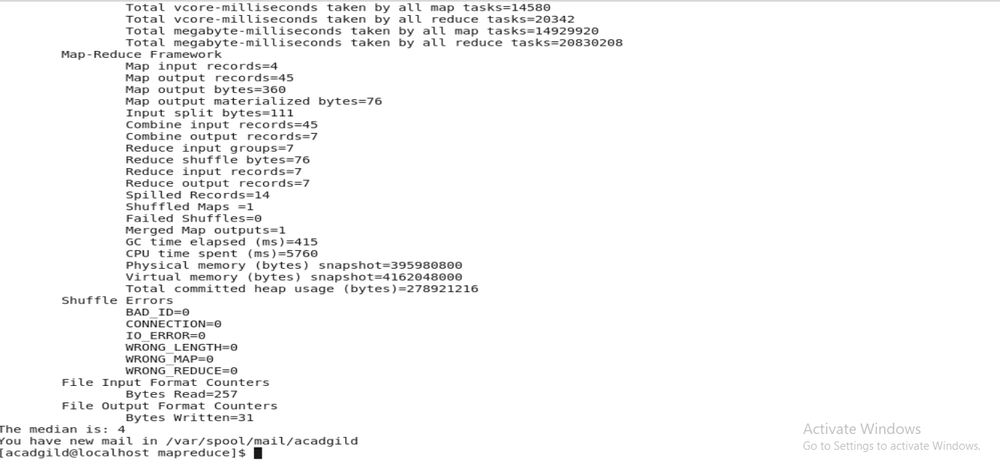 Total vcore-milliseconds taken by all map tasks=14580
Total vcore-milliseconds taken by all reduce tasks=20342
Total megabyte-milliseconds taken by all map tasks=14929920
Total megabyte-milliseconds taken by all reduce tasks=20830208
Map-Reduce Framework
Map input records=4
Map output records=45
Map output bytes=360
Map output materialized bytes=76
Input split bytes=111
Combine input records=45
Combine output records=7
Reduce input groups=7
Reduce shuffle bytes=76
Reduce input records=7
Reduce output records=7
Spilled Records=14
Shuffled Maps =1
Failed Shuffles=0
Merged Map outputs=1
GC time elapsed (ms)=415
CPU time spent (ms)=5760
Physical memory (bytes) snapshot=395980800
Virtual memory (bytes) snapshot=4162048000
Total committed heap usage (bytes)=278921216
Shuffle Errors
BAD_ID=0
CONNECTION=0
IO_ERROR=0
WRONG_LENGTH=0
WRONG_MAP=0
WRONG_REDUCE=0
File Input Format Counters
Bytes Read=257
File Output Format Counters
Bytes Written=31
The median is: 4
You have new mail in /var/spool/mail/acadgild
[acadgild@localhost mapreduce]$
Activate Windows
Go to Settings to activate Windows.